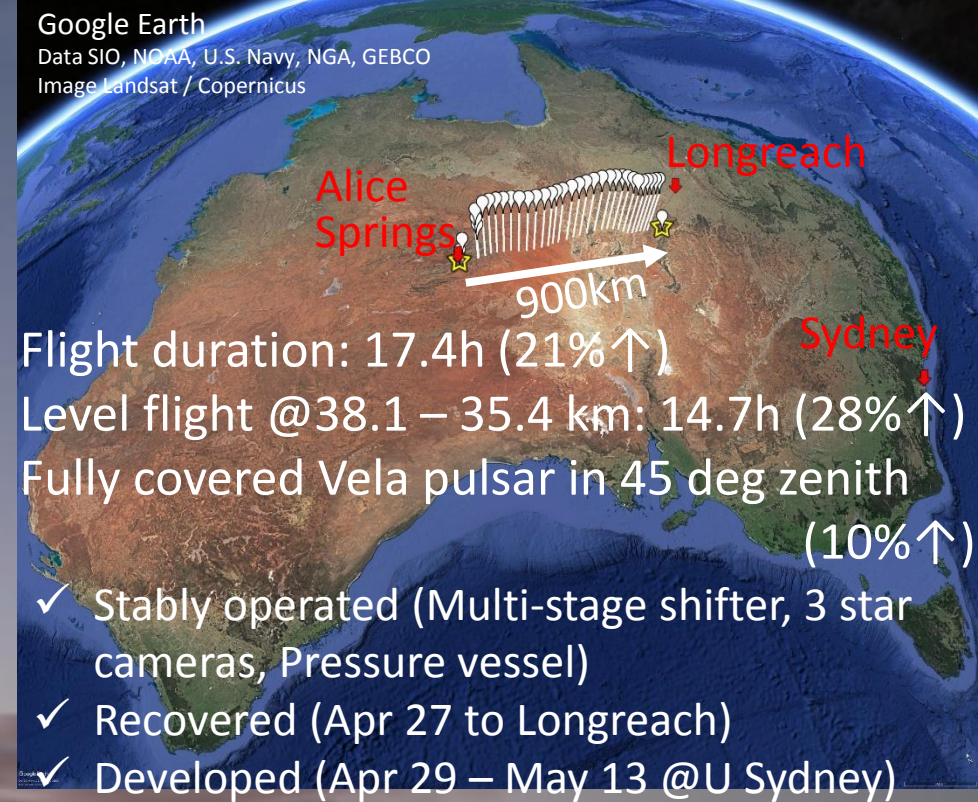 Google Earth
Data SIO, NOAA, U.S. Navy, NGA, GEBCO
Image Landsat / Copernicus
Longreach
Alice
Springs
900km
Sydney
Flight duration: 17.4h (21%↑)
Level flight @38.1 – 35.4 km: 14.7h (28%↑)
Fully covered Vela pulsar in 45 deg zenith
(10%↑)
✓ Stably operated (Multi-stage shifter, 3 star
cameras, Pressure vessel)
✓ Recovered (Apr 27 to Longreach)
✓ Developed (Apr 29 – May 13 @U Sydney)